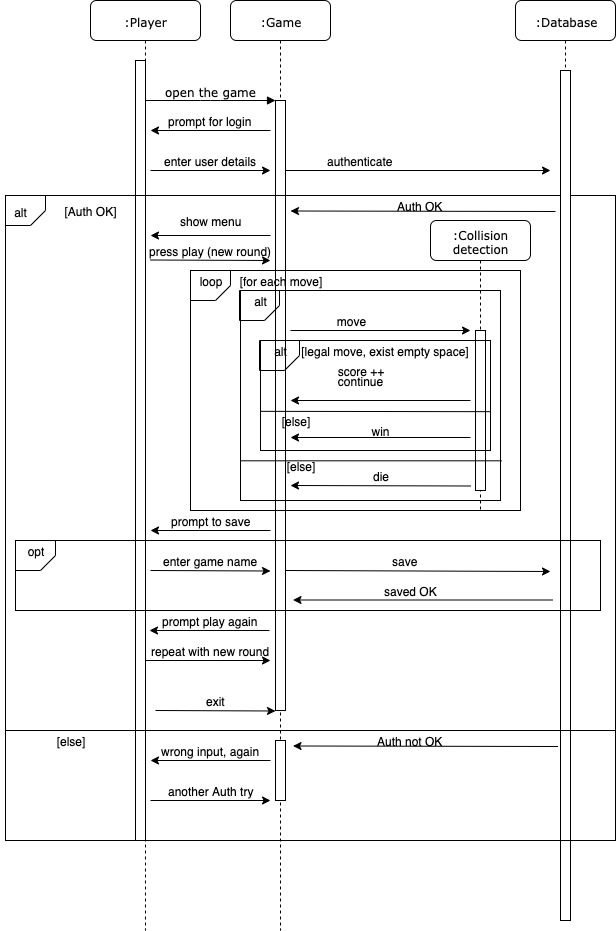 :Player
:Game
:Database
open the game
prompt for login
enter user details
authenticate
alt
[Auth OK]
Auth OK
show menu
:Collision
detection
press play (new round)
loop
[for each move]
alt
move
alt
[legal move, exist empty space]
score ++
continue
[else]
win
[else]
die
prompt to save
opt
enter game name
save
saved OK
prompt play again
repeat with new round
exit
[else]
Auth not OK
wrong input, again
another Auth try